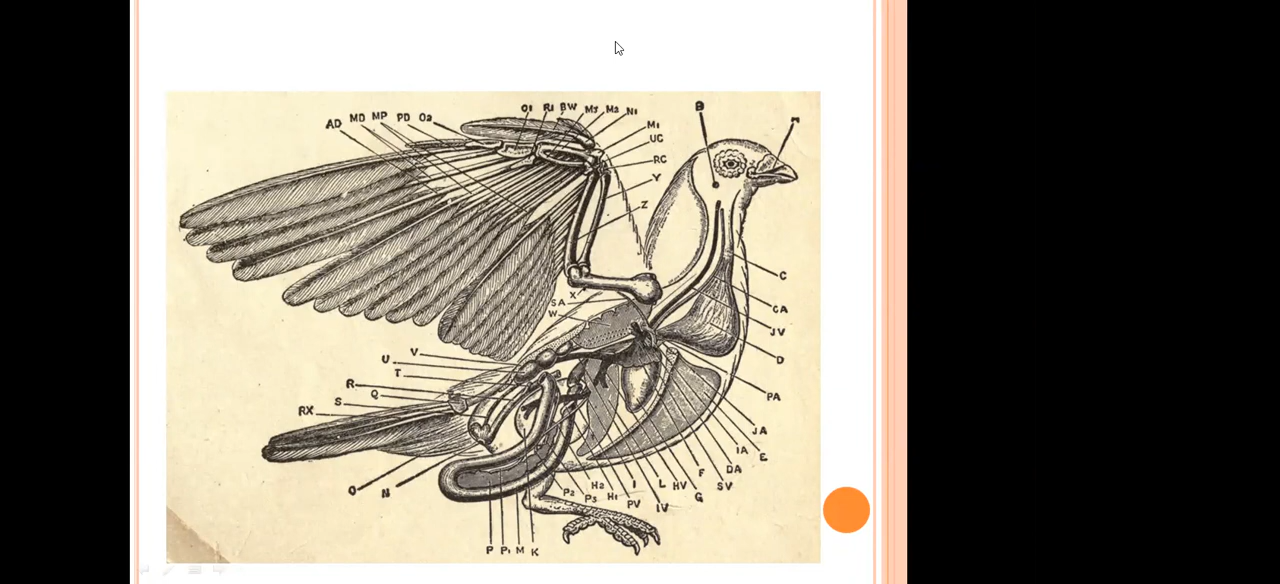 O1 R1 BW M3 M2 N1
AD MD MP PD O2
M1
UC
RC
Y
Z
B
C
CA
JV
D
PA
X
SA
W
V
U
T
R
Q
S
RX
O
N
JA
IA
E
DA
F
SV
G
HV
L
I
IV
PV
H2
H1
P2
P3
P P1 M K